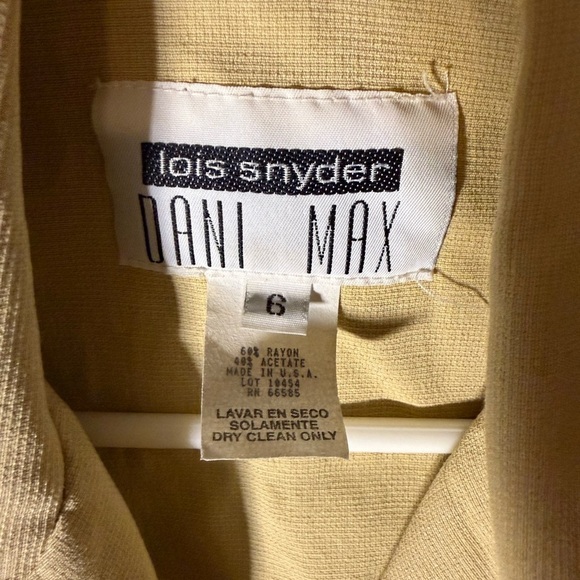 lois snyder
DANI MAX
6
60% RAYON
40% ACETATE
MADE IN U.S.A.
LOT 10454
RN 66585
LAVAR EN SECO
SOLAMENTE
DRY CLEAN ONLY